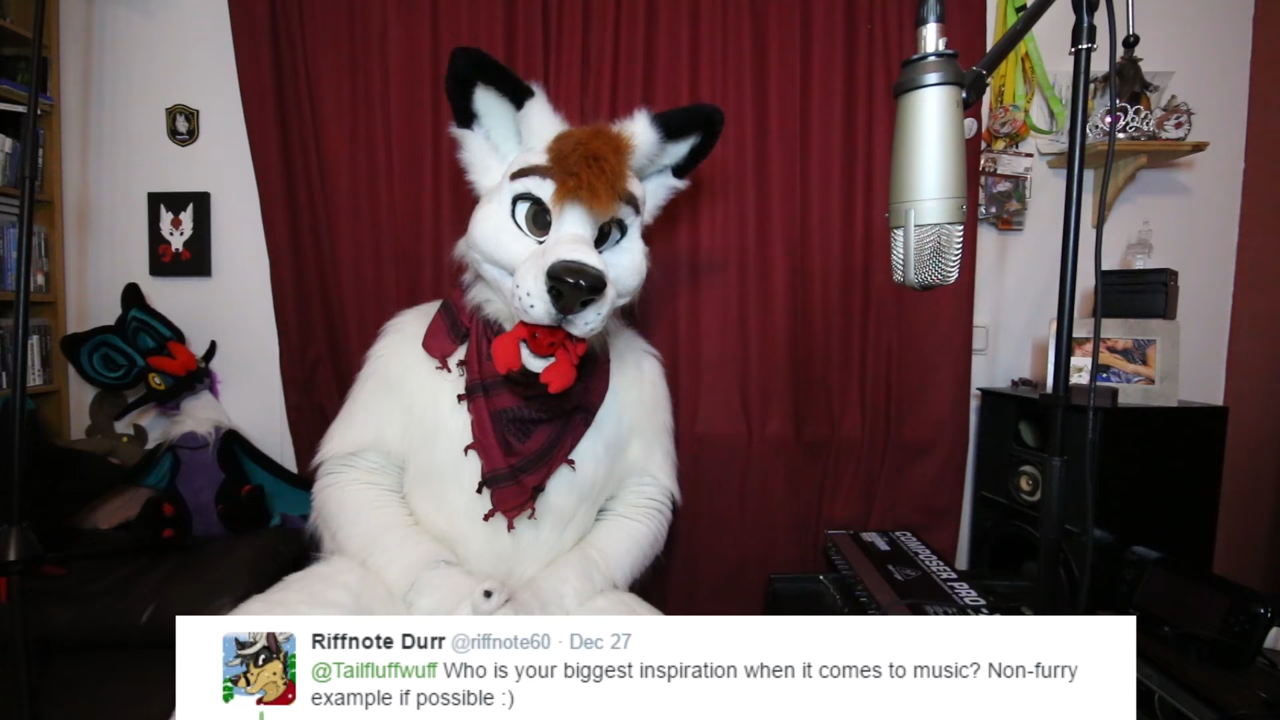 COMPOSER PRO
Riffnote Durr @riffnote60 · Dec 27
@Tailfluffwuff Who is your biggest inspiration when it comes to music? Non-furry
example if possible :)